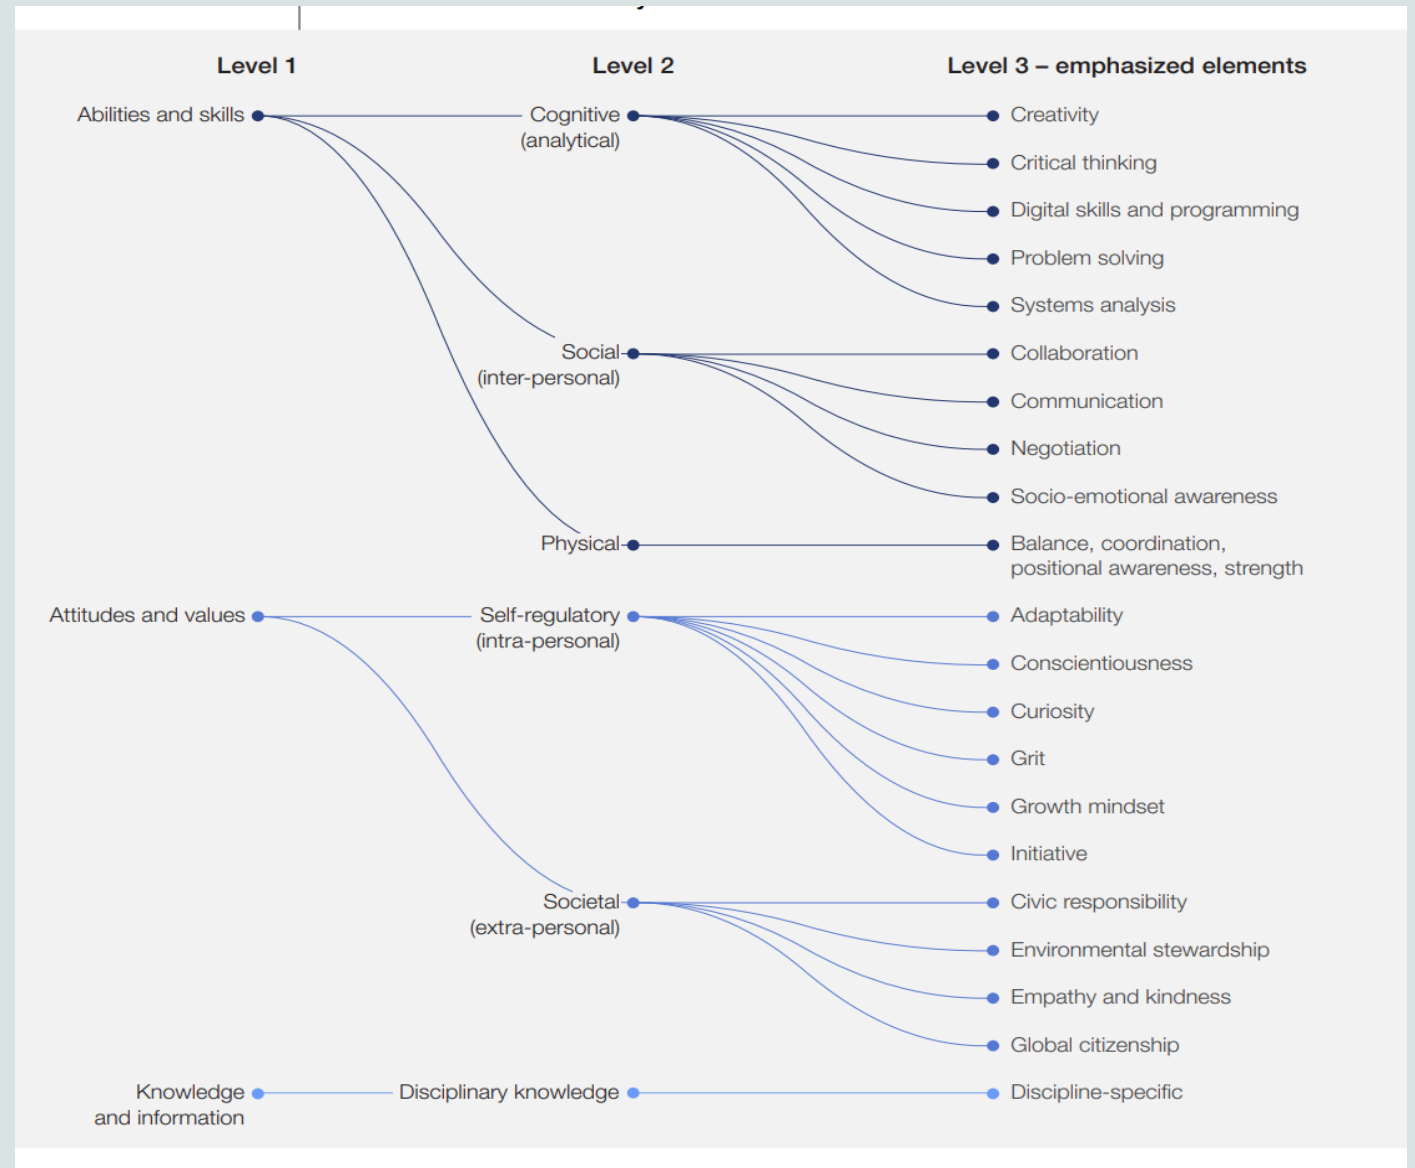 Level 1 Level 2 Level 3 – emphasized elements
Abilities and skills Cognitive Creativity
(analytical)
Critical thinking
Digital skills and programming
Problem solving
Systems analysis
Social Collaboration
(inter-personal)
Communication
Negotiation
Socio-emotional awareness
Physical Balance, coordination,
positional awareness, strength
Attitudes and values Self-regulatory Adaptability
(intra-personal)
Conscientiousness
Curiosity
Grit
Growth mindset
Initiative
Societal Civic responsibility
(extra-personal)
Environmental stewardship
Empathy and kindness
Global citizenship
Knowledge Disciplinary knowledge Discipline-specific
and information